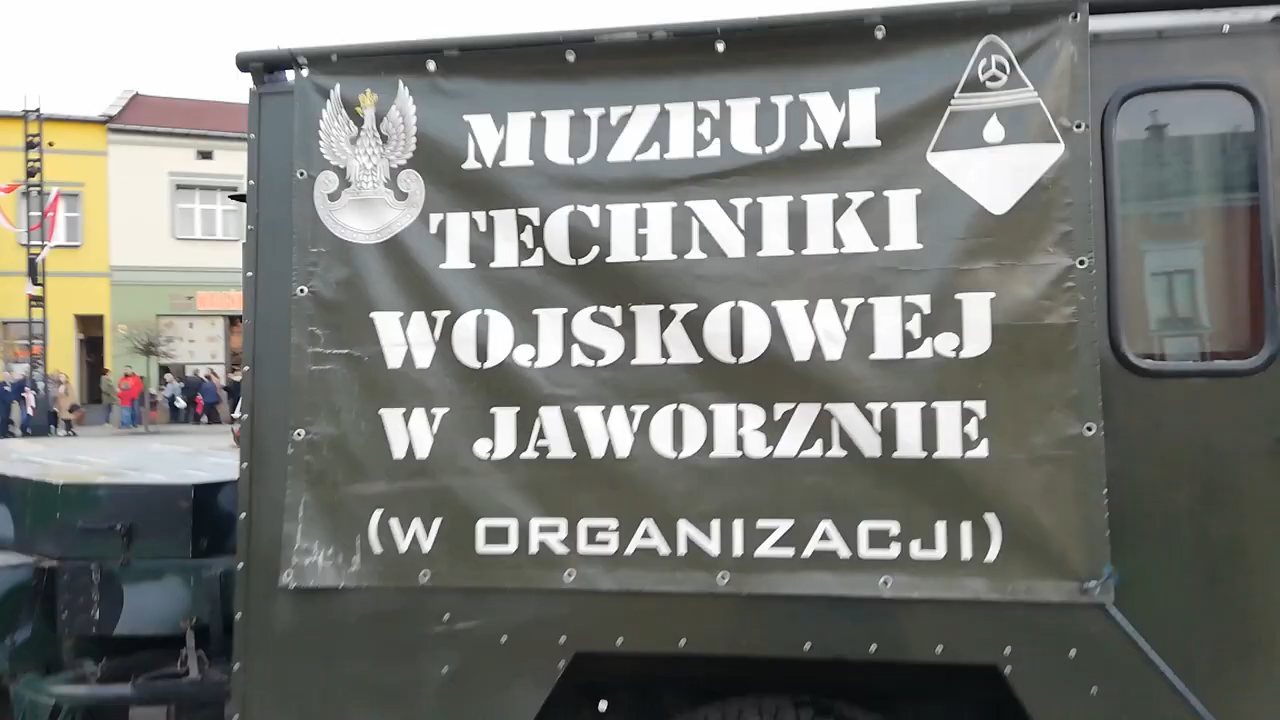 MUZEUM
TECHNIKI
WOJSKOWEJ
W JAWORZNIE
(W ORGANIZACJI)